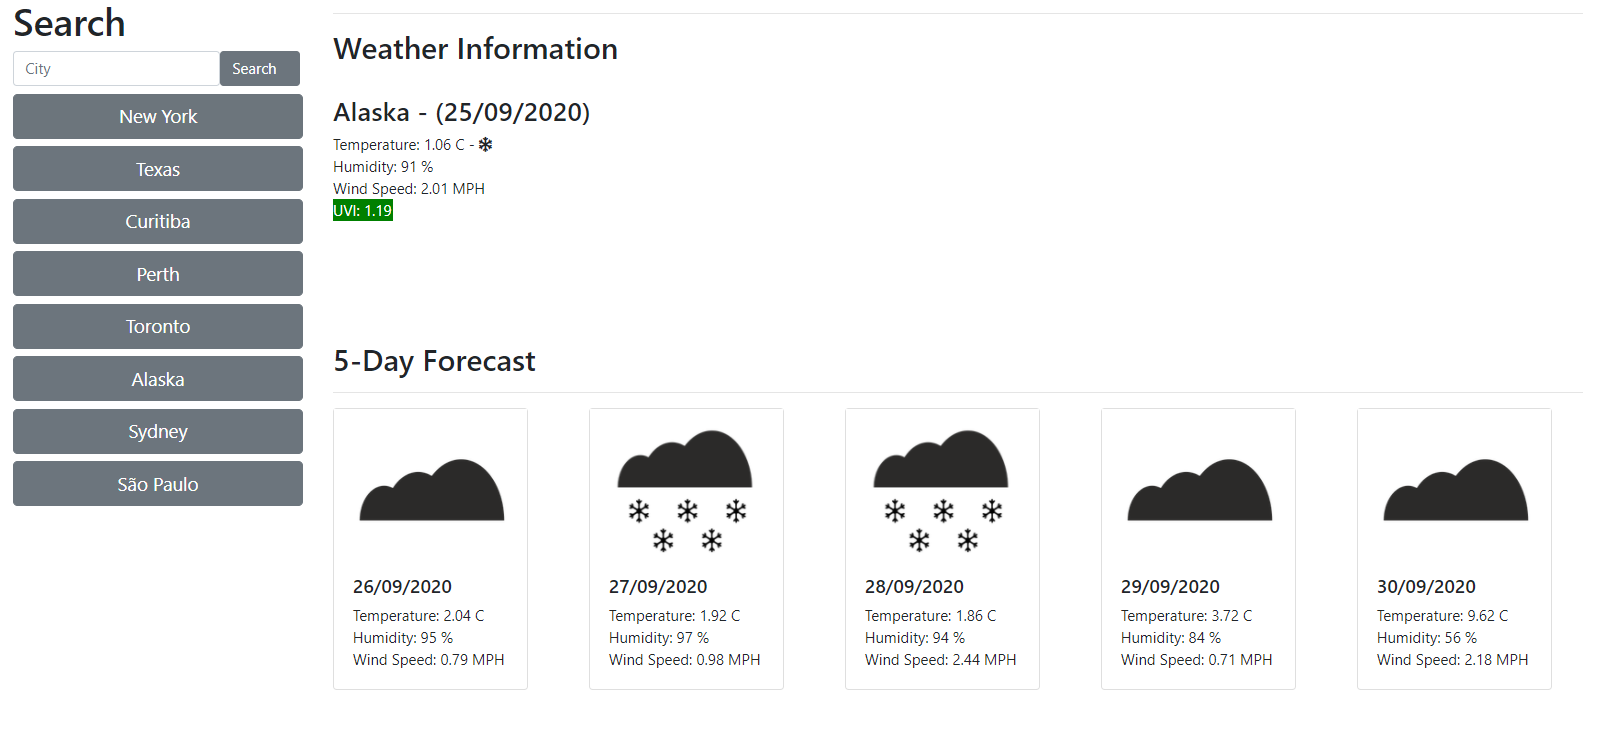 Search
City
Search
New York
Texas
Curitiba
Perth
Toronto
Alaska
Sydney
São Paulo
Weather Information
Alaska - (25/09/2020)
Temperature: 1.06 C -
Humidity: 91 %
Wind Speed: 2.01 MPH
UVI: 1.19
5-Day Forecast
26/09/2020
Temperature: 2.04 C
Humidity: 95 %
Wind Speed: 0.79 MPH
27/09/2020
Temperature: 1.92 C
Humidity: 97 %
Wind Speed: 0.98 MPH
28/09/2020
Temperature: 1.86 C
Humidity: 94 %
Wind Speed: 2.44 MPH
29/09/2020
Temperature: 3.72 C
Humidity: 84 %
Wind Speed: 0.71 MPH
30/09/2020
Temperature: 9.62 C
Humidity: 56 %
Wind Speed: 2.18 MPH